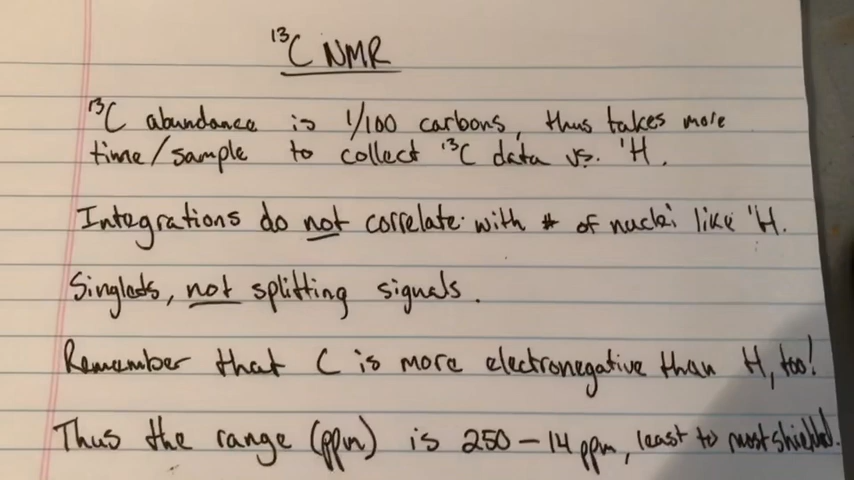 ¹³C NMR
¹³C abundance is 1/100 carbons, thus takes more
time/sample to collect ¹³C data vs. ¹H.
Integrations do not correlate with # of nuclei like ¹H.
Singlets, not splitting signals.
Remember that C is more electronegative than H, too!
Thus the range (ppm) is 250 – 14 ppm, least to most shielded.